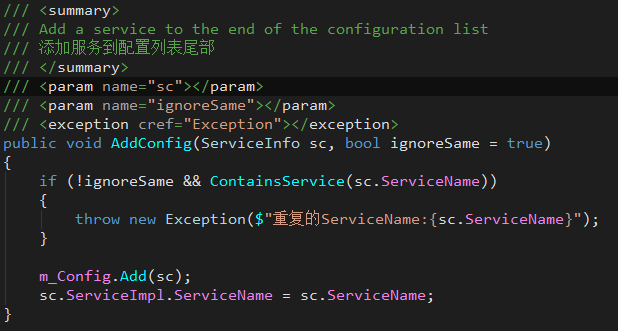 /// <summary>
/// Add a service to the end of the configuration list
/// 添加服务到配置列表尾部
/// </summary>
/// <param name="sc"></param>
/// <param name="ignoreSame"></param>
/// <exception cref="Exception"></exception>
public void AddConfig(ServiceInfo sc, bool ignoreSame = true)
{
    if (!ignoreSame && ContainsService(sc.ServiceName))
    {
        throw new Exception($"重复的ServiceName:{sc.ServiceName}");
    }

    m_Config.Add(sc);
    sc.ServiceImpl.ServiceName = sc.ServiceName;
}